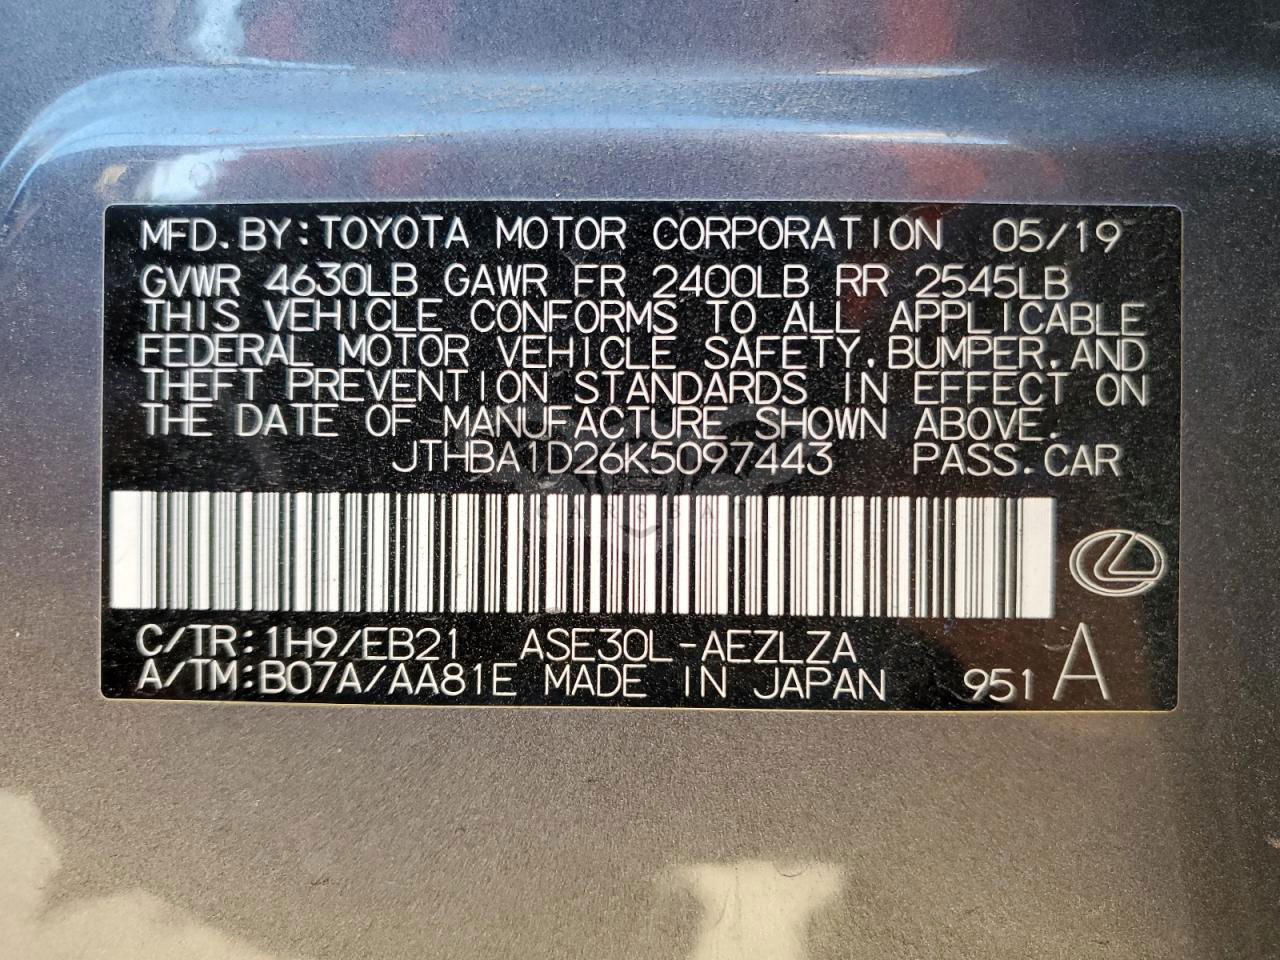 MFD.BY:TOYOTA MOTOR CORPORATION 05/19
GVWR 4630LB GAWR FR 2400LB RR 2545LB
THIS VEHICLE CONFORMS TO ALL APPLICABLE
FEDERAL MOTOR VEHICLE SAFETY,BUMPER,AND
THEFT PREVENTION STANDARDS IN EFFECT ON
THE DATE OF MANUFACTURE SHOWN ABOVE.
JTHBA1D26K5097443 PASS.CAR
C/TR:1H9/EB21 ASE30L-AEZLZA
A/TM:B07A/AA81E MADE IN JAPAN 951 A